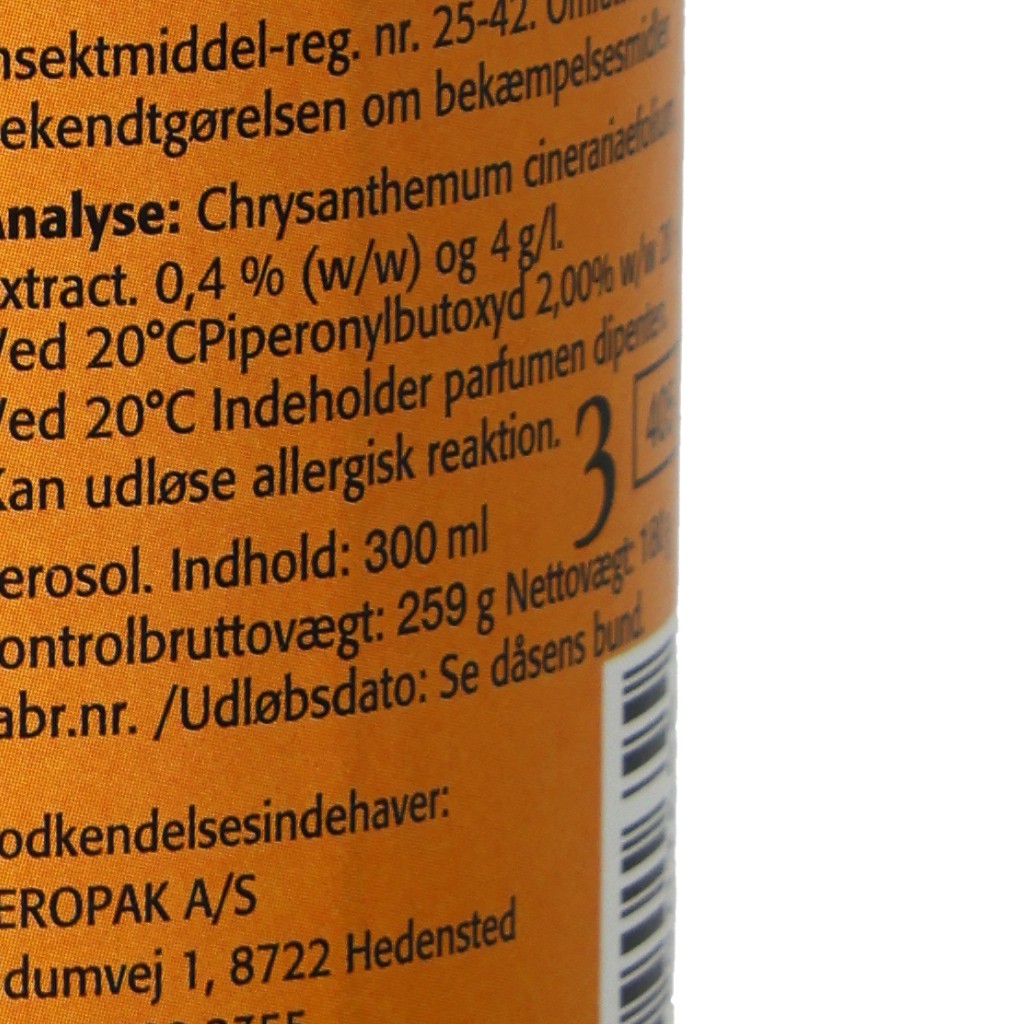 nsektmiddel-reg. nr. 25-42.
ekendtgørelsen om bekæmpelsesmidler
Analyse: Chrysanthemum cinerariaefolium
xtract. 0,4 % (w/w) og 4 g/l.
Ved 20°CPiperonylbutoxyd 2,00% w/w
Ved 20°C Indeholder parfumen dipenten.
Kan udløse allergisk reaktion.
3
erosol. Indhold: 300 ml
ontrolbruttovægt: 259 g Nettovægt: 180 g
abr.nr. /Udløbsdato: Se dåsens bund.
odkendelsesindehaver:
EROPAK A/S
dumvej 1, 8722 Hedensted